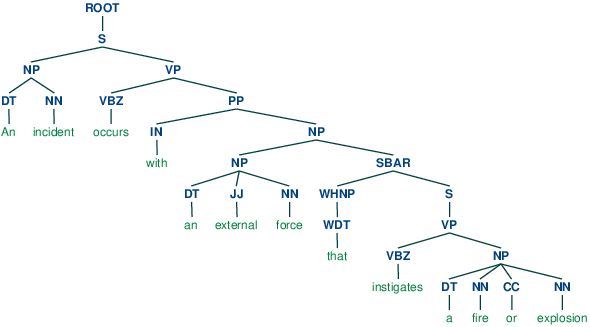 ROOT
S
NP VP
DT NN VBZ PP
An incident occurs IN NP
with NP SBAR
DT JJ NN WHNP S
an external force WDT VP
that VBZ NP
instigates DT NN CC NN
a fire or explosion